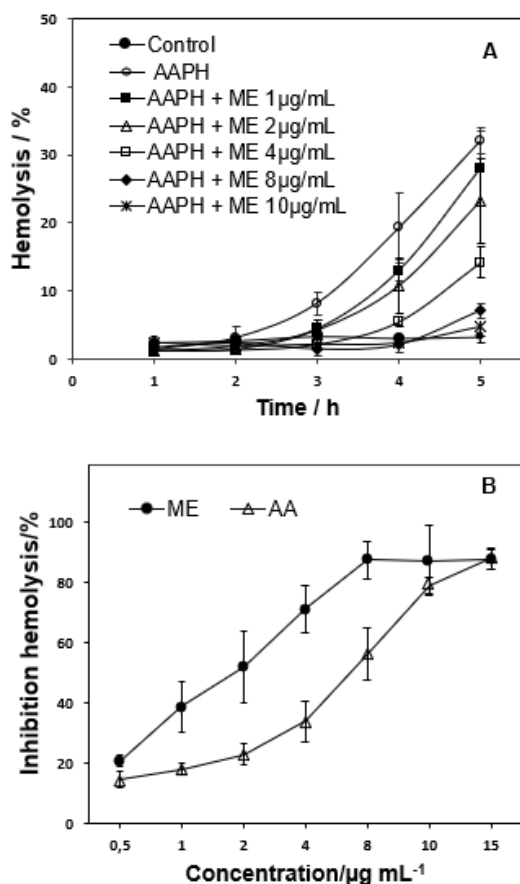 50
40
30
20
10
0
Hemolysis / %
A
Control
AAPH
AAPH + ME 1µg/mL
AAPH + ME 2µg/mL
AAPH + ME 4µg/mL
AAPH + ME 8µg/mL
AAPH + ME 10µg/mL
0 1 2 3 4 5
Time / h
B
ME AA
100
80
60
40
20
0
Inhibition hemolysis/%
0,5 1 2 4 8 10 15
Concentration/µg mL⁻¹